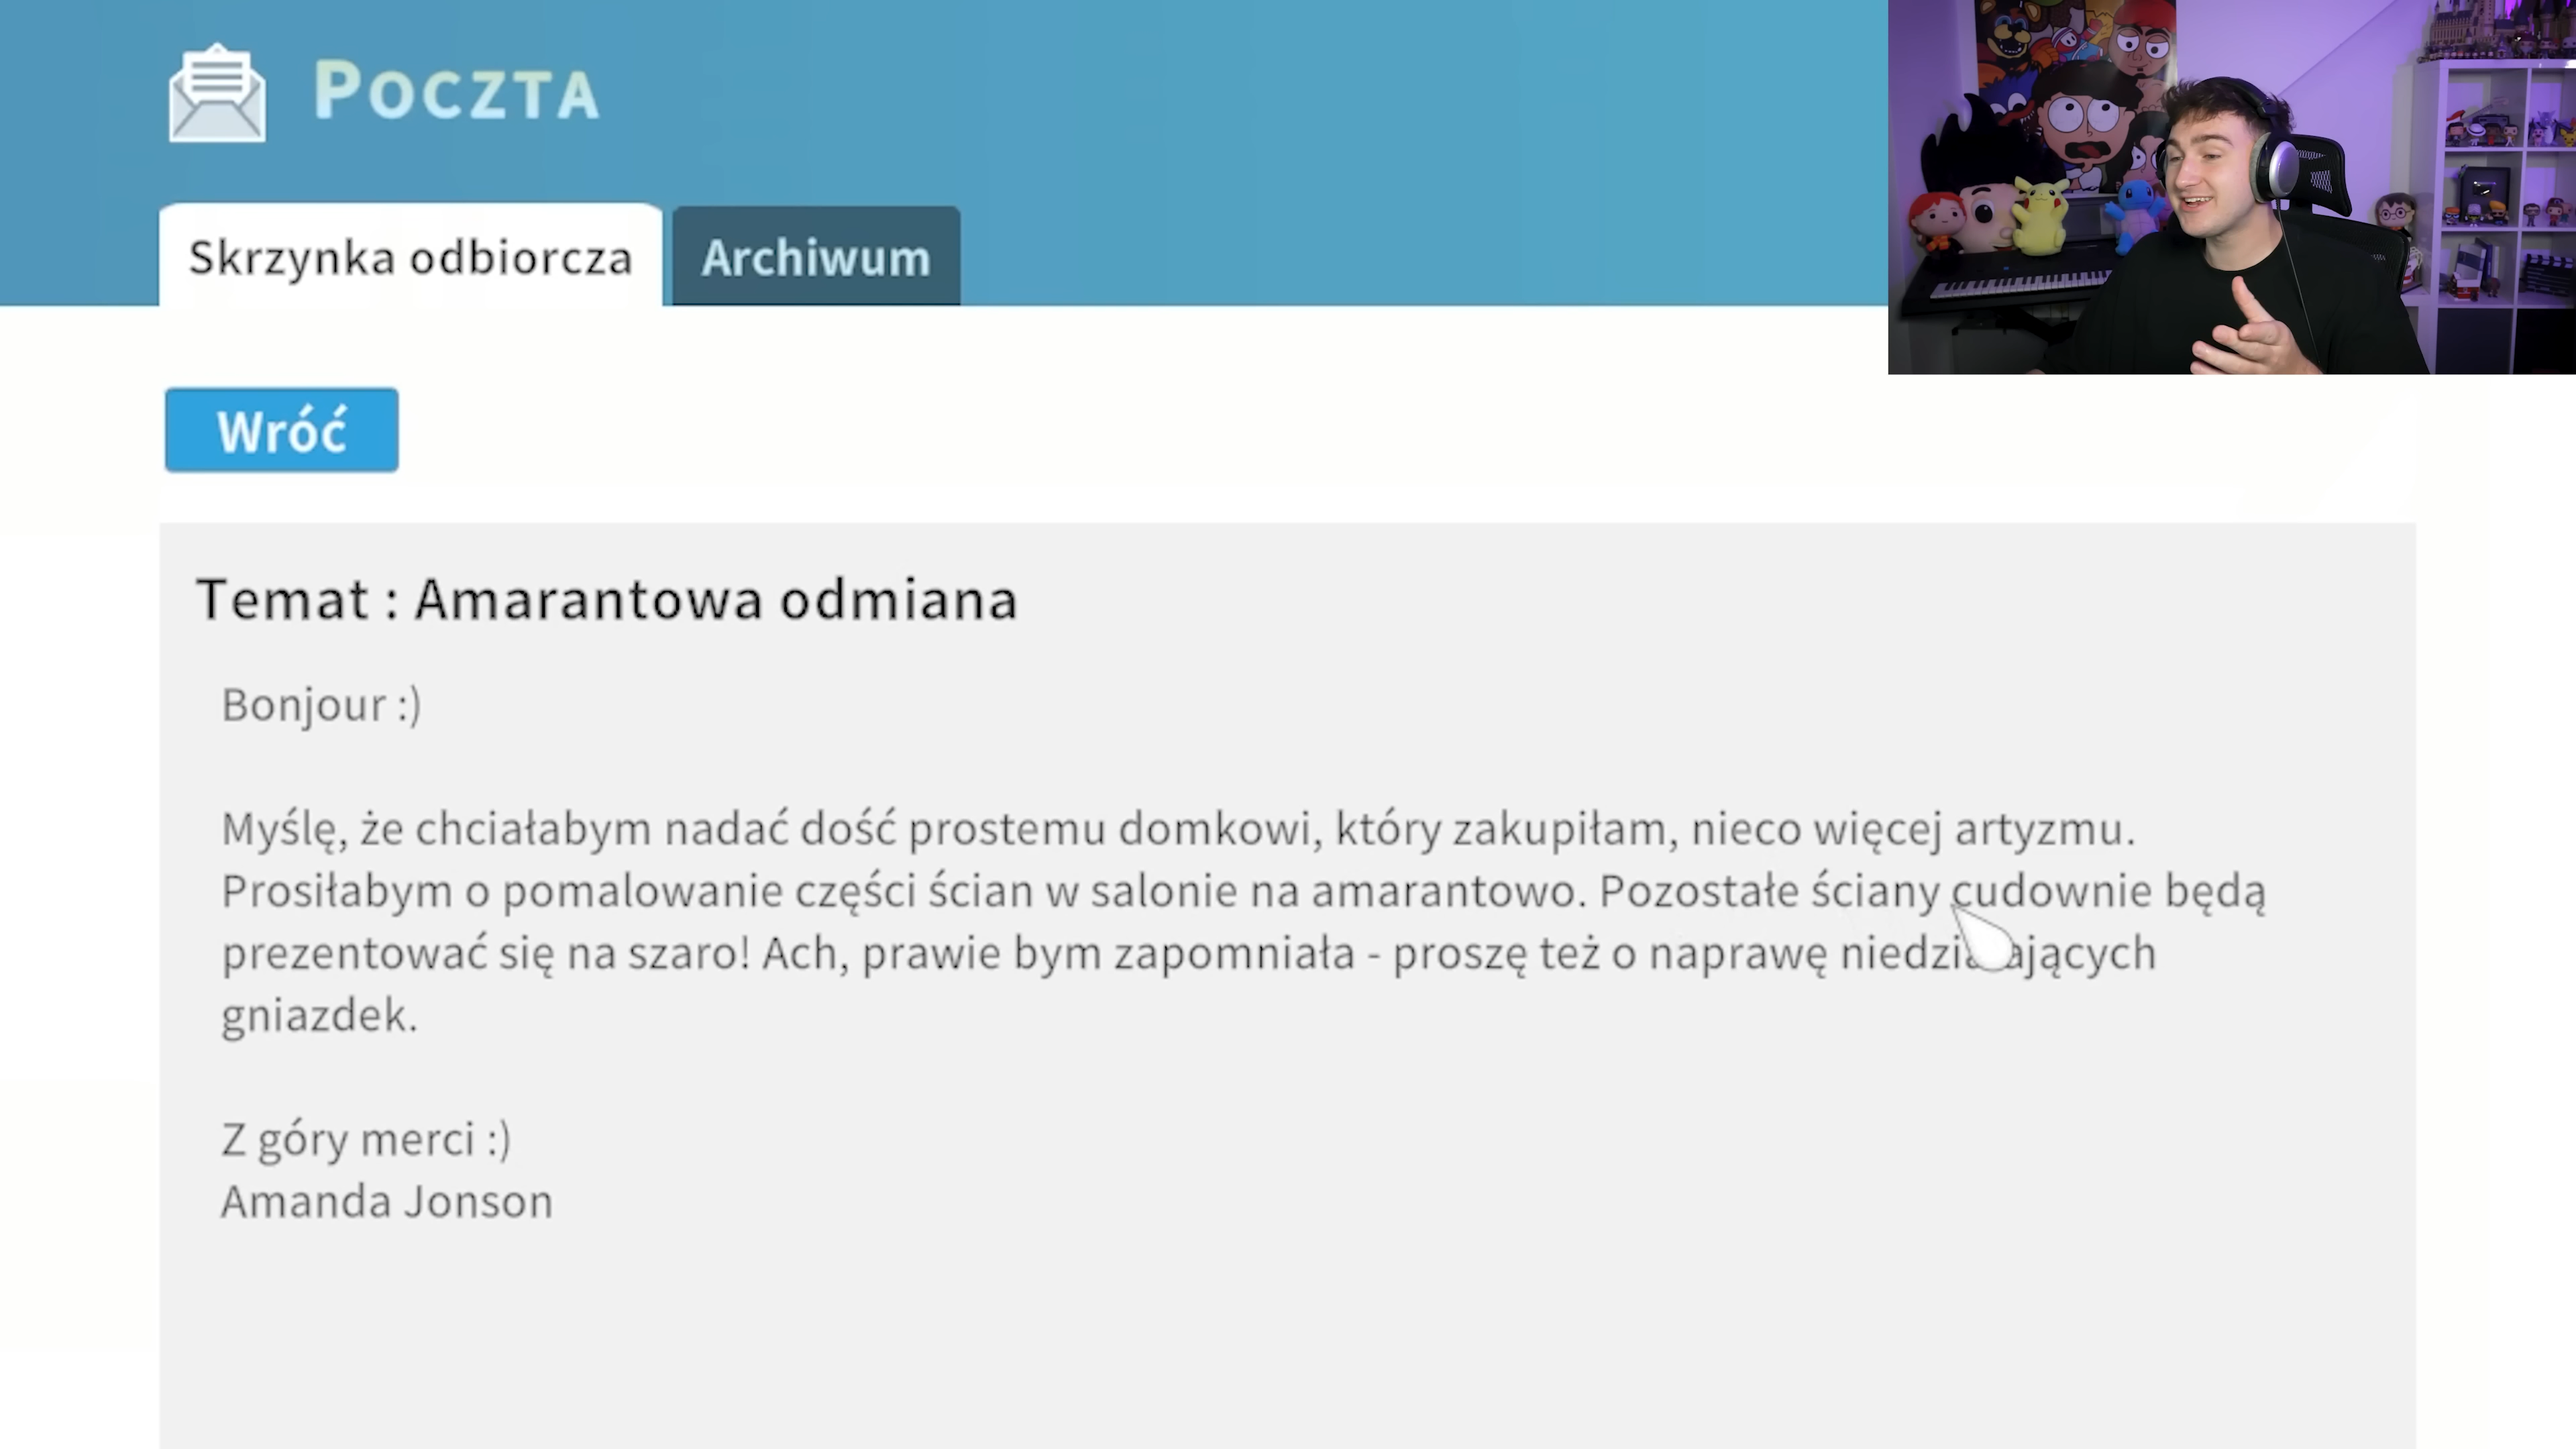 POCZTA
Skrzynka odbiorcza
Archiwum
Wróć
Temat : Amarantowa odmiana
Bonjour :)
Myślę, że chciałabym nadać dość prostemu domkowi, który zakupiłam, nieco więcej artyzmu.
Prosiłabym o pomalowanie części ścian w salonie na amarantowo. Pozostałe ściany cudownie będą
prezentować się na szaro! Ach, prawie bym zapomniała - proszę też o naprawę niedziałających
gniazdek.
Z góry merci :)
Amanda Jonson